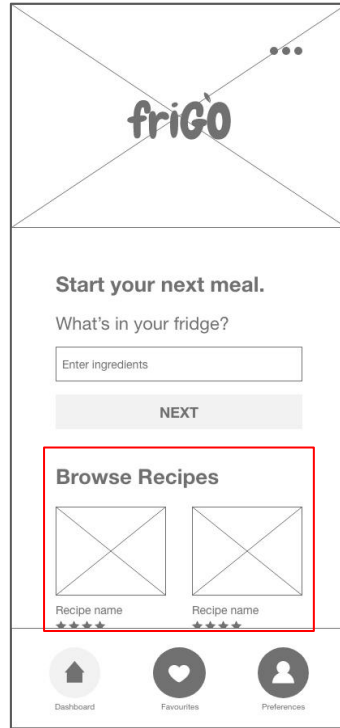 friGO
Start your next meal.
What's in your fridge?
Enter ingredients
NEXT
Browse Recipes
Recipe name Recipe name
Dashboard Favourites Preferences